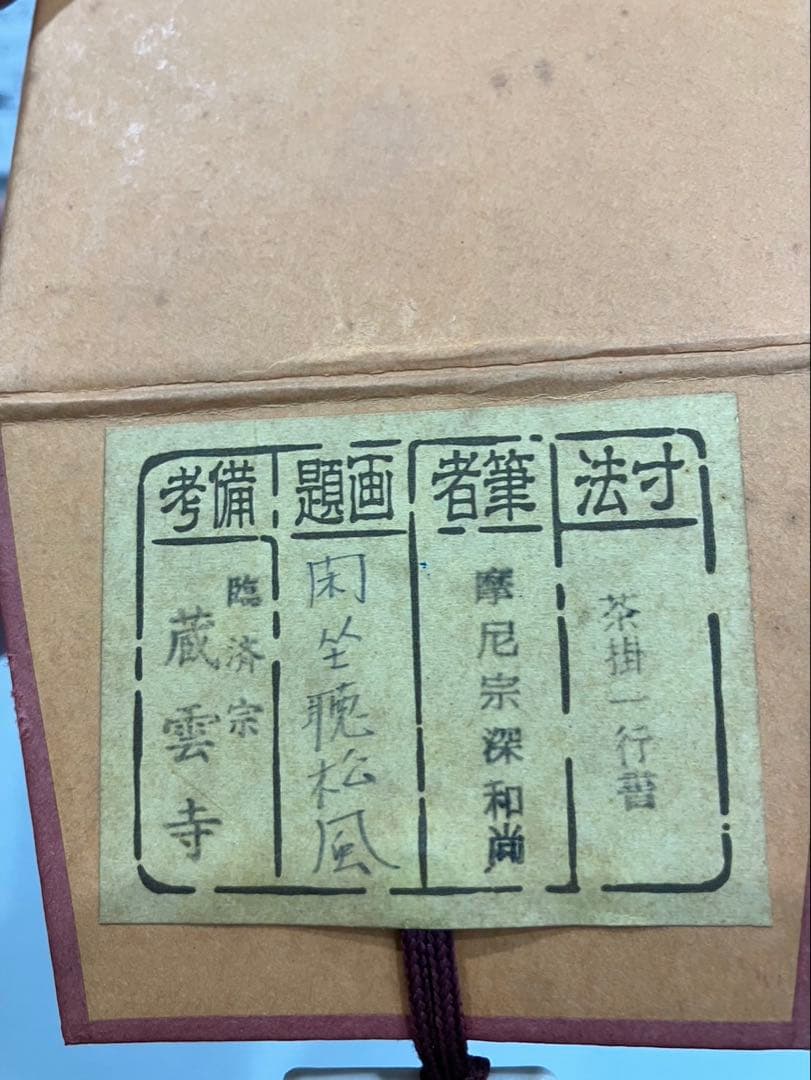 寸法
茶掛一行書
筆者
摩尼宗深和尚
画題
閑坐聴松風
備考
臨済宗
蔵雲寺